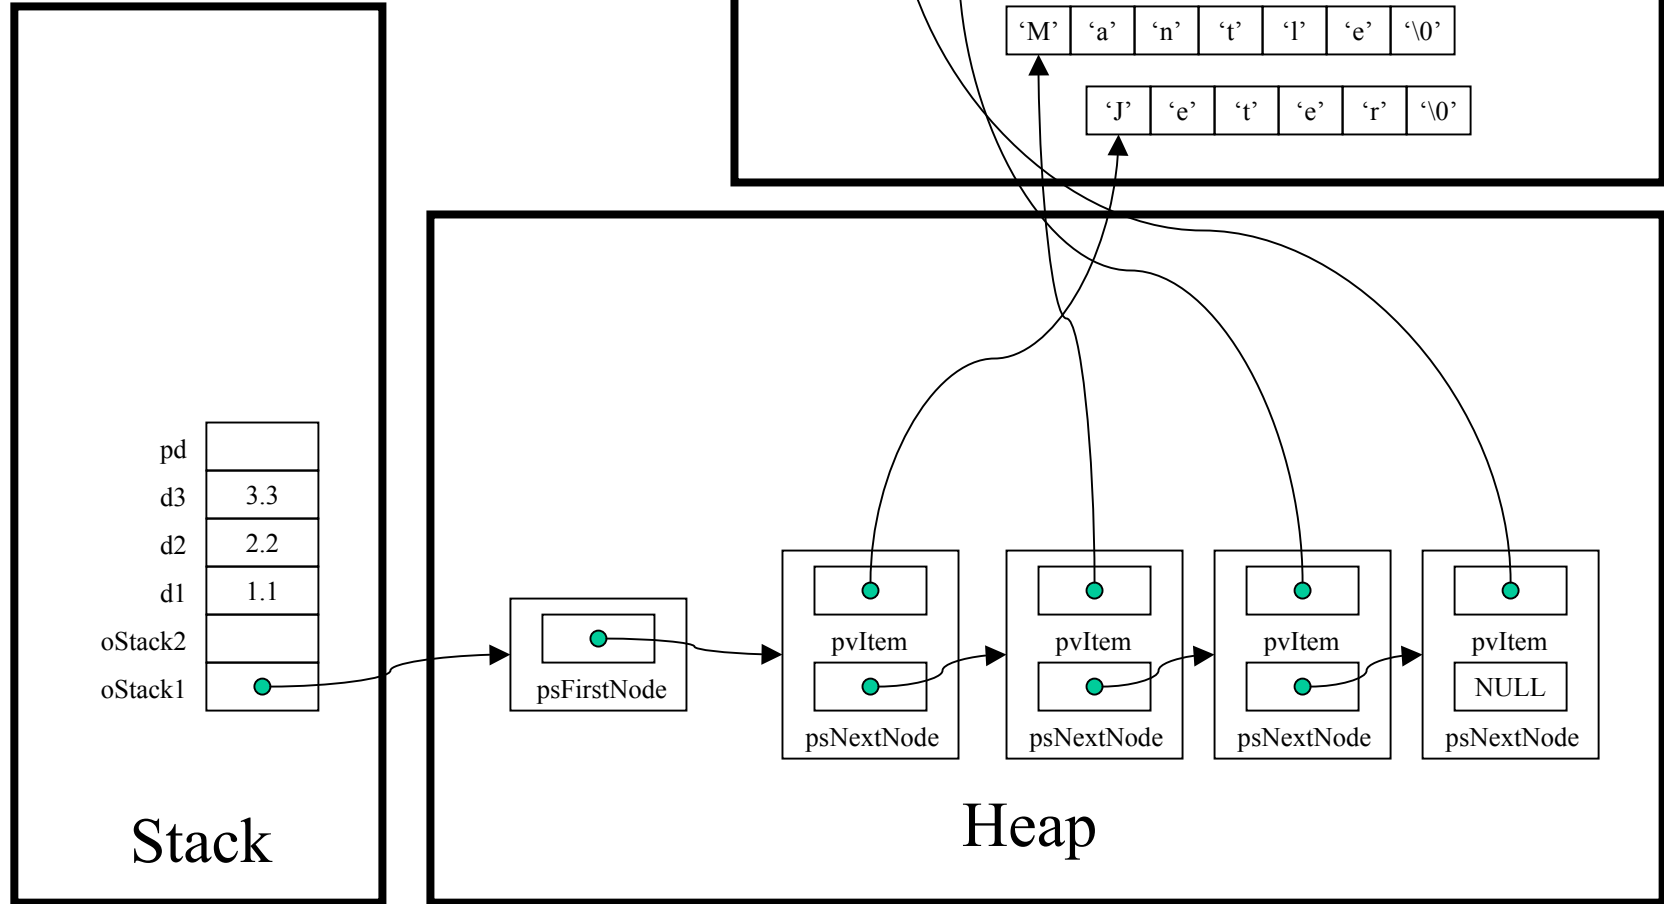 ‘M’ ‘a’ ‘n’ ‘t’ ‘l’ ‘e’ ‘\0’
‘J’ ‘e’ ‘t’ ‘e’ ‘r’ ‘\0’
pd
d3 3.3
d2 2.2
d1 1.1
oStack2
oStack1
psFirstNode
pvItem pvItem pvItem pvItem
NULL
psNextNode psNextNode psNextNode psNextNode
Stack
Heap